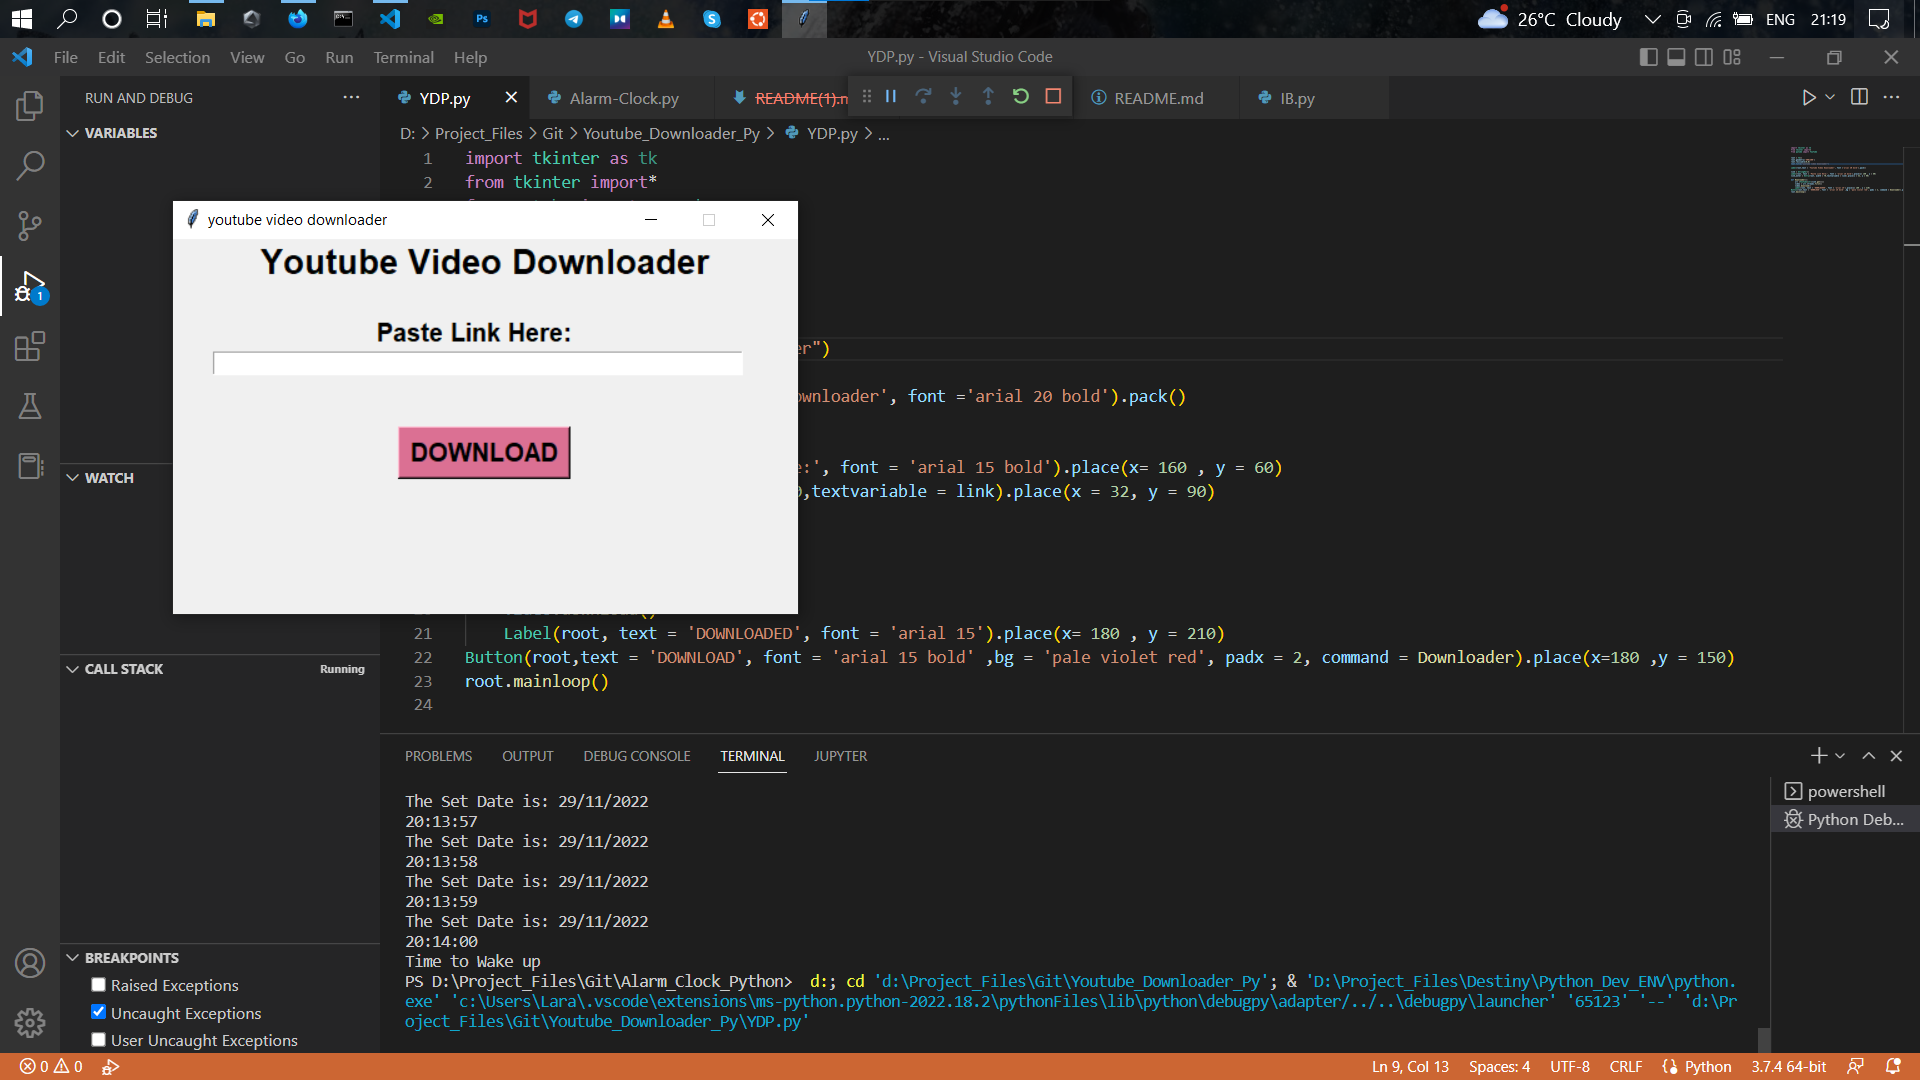 26°C Cloudy
ENG
21:19
File Edit Selection View Go Run Terminal Help
YDP.py - Visual Studio Code
RUN AND DEBUG
VARIABLES
WATCH
CALL STACK
Running
BREAKPOINTS
Raised Exceptions
Uncaught Exceptions
User Uncaught Exceptions
1
YDP.py
Alarm-Clock.py
README(1).m
README.md
IB.py
D: > Project_Files > Git > Youtube_Downloader_Py > YDP.py > ...
1 import tkinter as tk
2 from tkinter import*
er")
ownloader', font ='arial 20 bold').pack()
e:', font = 'arial 15 bold').place(x= 160 , y = 60)
0,textvariable = link).place(x = 32, y = 90)
21 Label(root, text = 'DOWNLOADED', font = 'arial 15').place(x= 180 , y = 210)
22 Button(root,text = 'DOWNLOAD', font = 'arial 15 bold' ,bg = 'pale violet red', padx = 2, command = Downloader).place(x=180 ,y = 150)
23 root.mainloop()
24
youtube video downloader
Youtube Video Downloader
Paste Link Here:
DOWNLOAD
PROBLEMS OUTPUT DEBUG CONSOLE TERMINAL JUPYTER
The Set Date is: 29/11/2022
20:13:57
The Set Date is: 29/11/2022
20:13:58
The Set Date is: 29/11/2022
20:13:59
The Set Date is: 29/11/2022
20:14:00
Time to Wake up
PS D:\Project_Files\Git\Alarm_Clock_Python>  d:; cd 'd:\Project_Files\Git\Youtube_Downloader_Py'; & 'D:\Project_Files\Destiny\Python_Dev_ENV\python.
exe' 'c:\Users\Lara\.vscode\extensions\ms-python.python-2022.18.2\pythonFiles\lib\python\debugpy\adapter/../..\debugpy\launcher' '65123' '--' 'd:\Pr
oject_Files\Git\Youtube_Downloader_Py\YDP.py'
powershell
Python Deb...
0 0
Ln 9, Col 13
Spaces: 4
UTF-8
CRLF
Python
3.7.4 64-bit